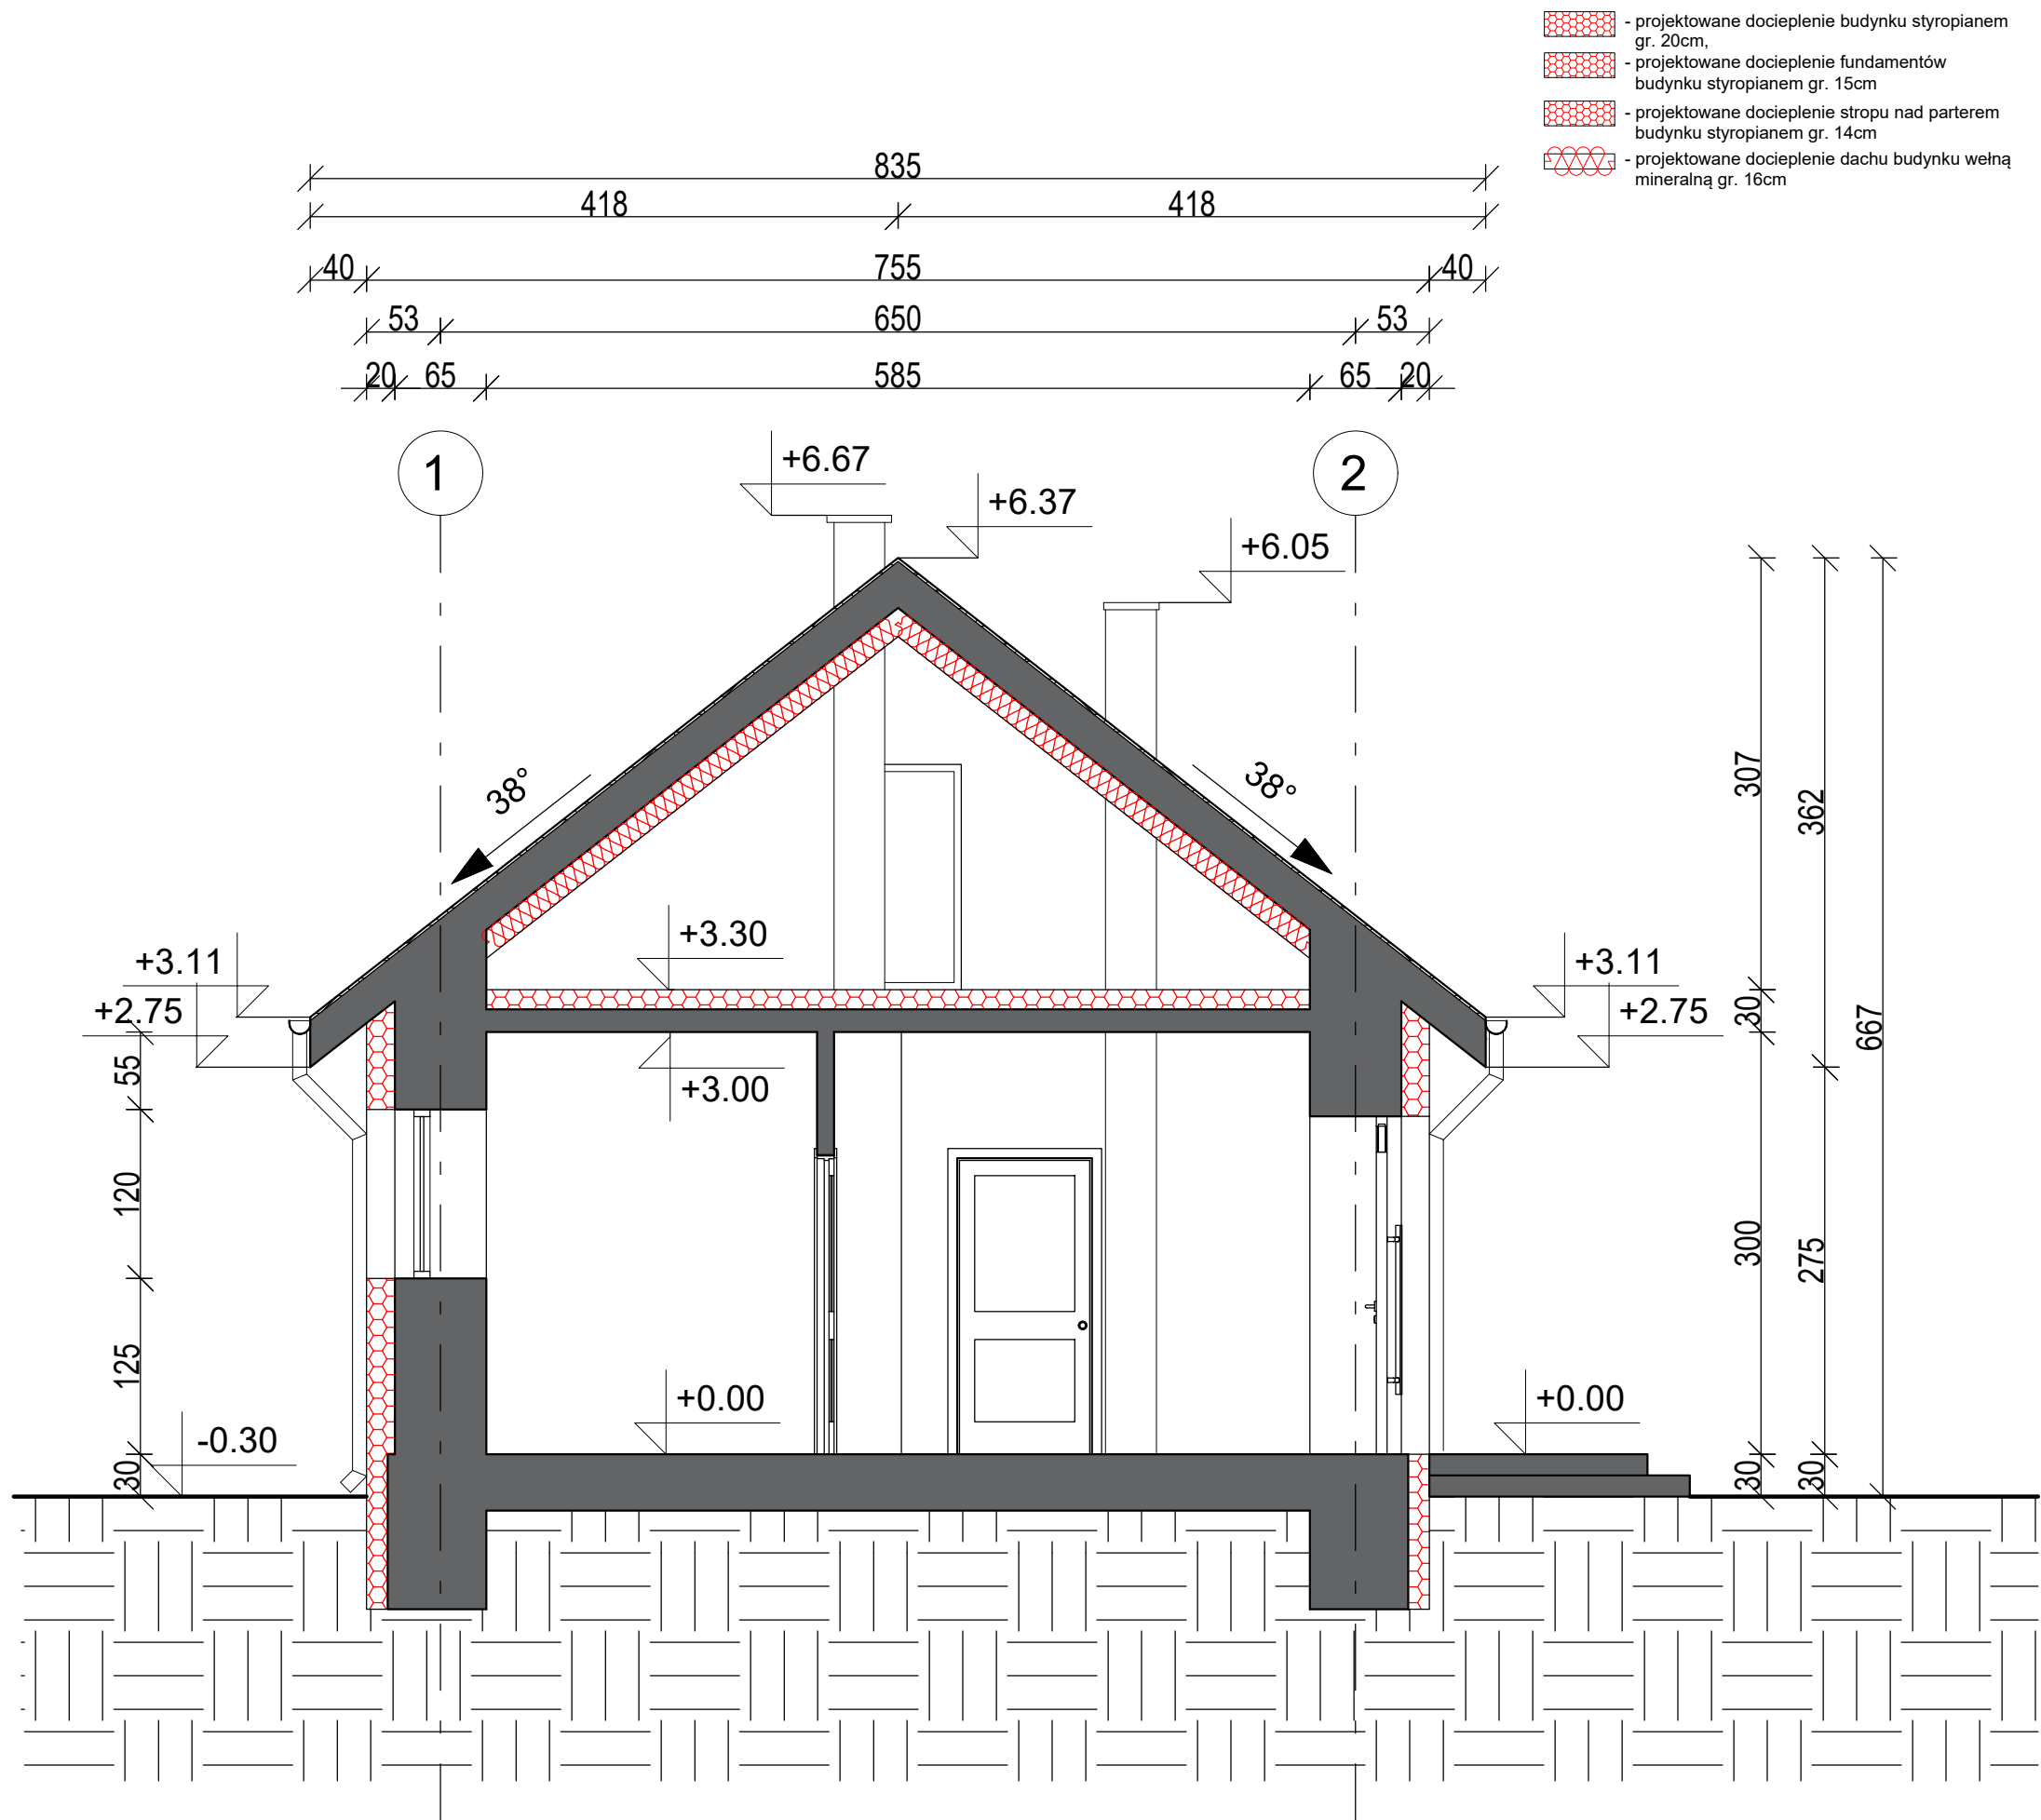 - projektowane docieplenie budynku styropianem
gr. 20cm,
- projektowane docieplenie fundamentów
budynku styropianem gr. 15cm
- projektowane docieplenie stropu nad parterem
budynku styropianem gr. 14cm
- projektowane docieplenie dachu budynku wełną
mineralną gr. 16cm
835
418 418
40 755 40
53 650 53
20 65 585 65 20
1 2
+6.67
+6.37
+6.05
38° 38°
307
362
+3.30
+3.11 +3.11
+2.75 +2.75
30
667
55
+3.00
120
300
275
125
+0.00 +0.00
-0.30
30 30 30